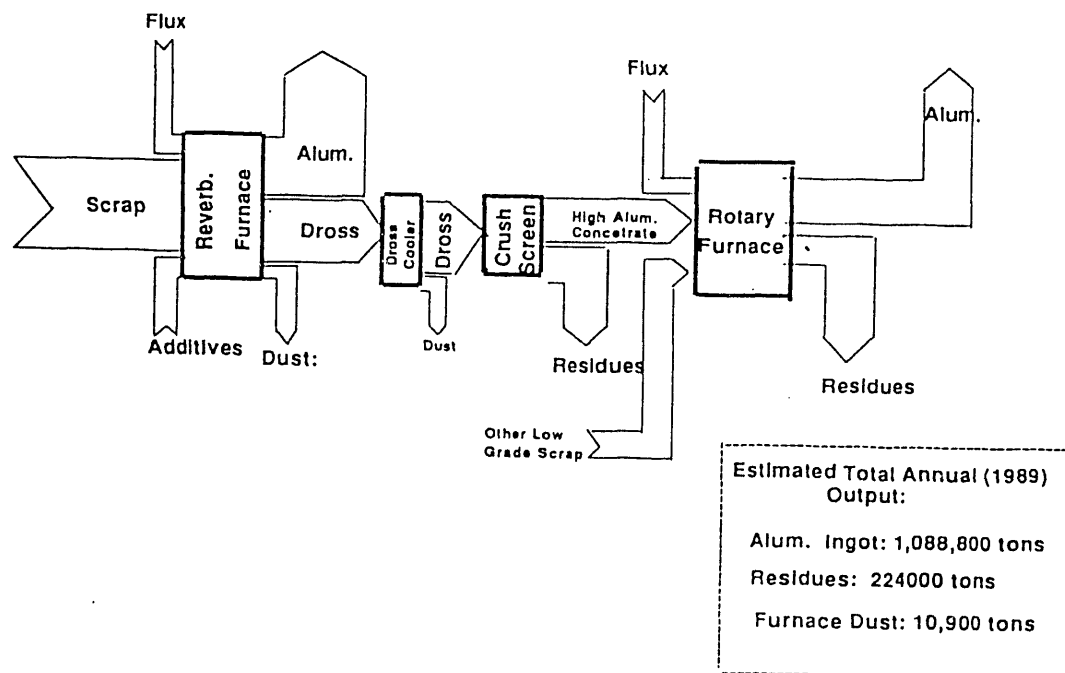 Flux
Alum.
Scrap
Reverb.
Furnace
Dross
Additives
Dust:
Dross
Cooler
Dross
Dust
Crush
Screen
High Alum.
Concetrate
Residues
Other Low
Grade Scrap
Flux
Rotary
Furnace
Alum.
Residues
Estimated Total Annual (1989)
Output:
Alum. Ingot: 1,088,800 tons
Residues: 224000 tons
Furnace Dust: 10,900 tons